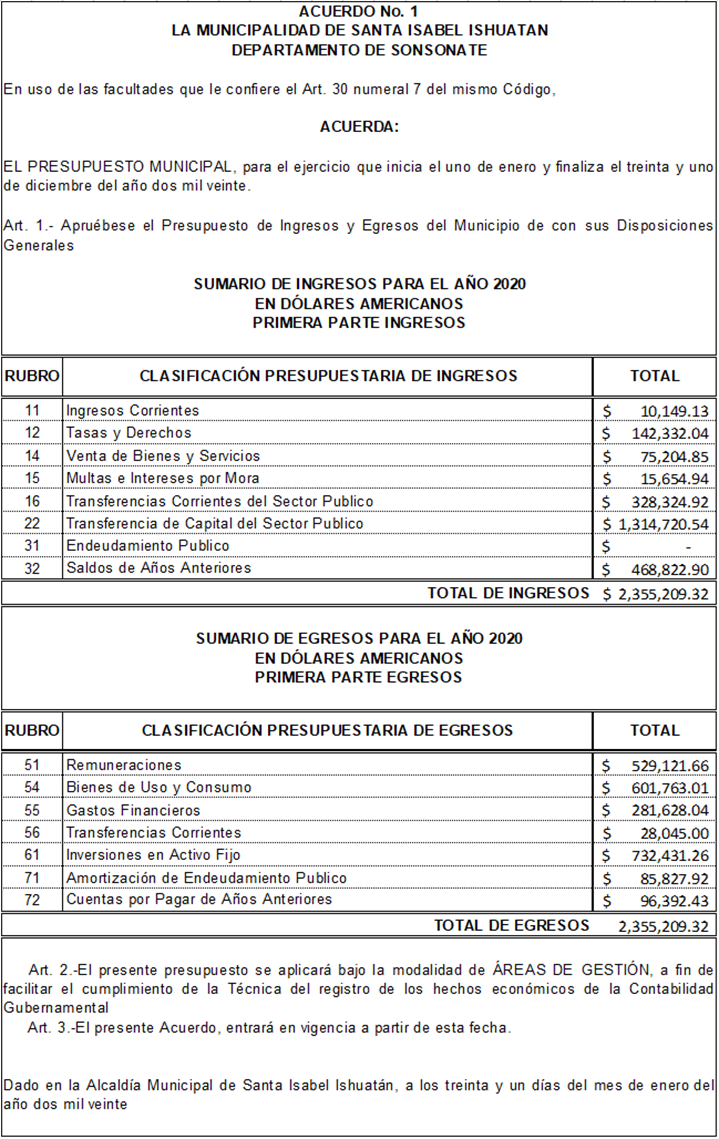 ACUERDO No. 1
LA MUNICIPALIDAD DE SANTA ISABEL ISHUATAN
DEPARTAMENTO DE SONSONATE
En uso de las facultades que le confiere el Art. 30 numeral 7 del mismo Código,
ACUERDA:
EL PRESUPUESTO MUNICIPAL, para el ejercicio que inicia el uno de enero y finaliza el treinta y uno
de diciembre del año dos mil veinte.
Art. 1.- Apruébese el Presupuesto de Ingresos y Egresos del Municipio de con sus Disposiciones
Generales
SUMARIO DE INGRESOS PARA EL AÑO 2020
EN DÓLARES AMERICANOS
PRIMERA PARTE INGRESOS
RUBRO CLASIFICACIÓN PRESUPUESTARIA DE INGRESOS TOTAL
11 Ingresos Corrientes $ 10,149.13
12 Tasas y Derechos $ 142,332.04
14 Venta de Bienes y Servicios $ 75,204.85
15 Multas e Intereses por Mora $ 15,654.94
16 Transferencias Corrientes del Sector Publico $ 328,324.92
22 Transferencia de Capital del Sector Publico $ 1,314,720.54
31 Endeudamiento Publico $ -
32 Saldos de Años Anteriores $ 468,822.90
TOTAL DE INGRESOS $ 2,355,209.32
SUMARIO DE EGRESOS PARA EL AÑO 2020
EN DÓLARES AMERICANOS
PRIMERA PARTE EGRESOS
RUBRO CLASIFICACIÓN PRESUPUESTARIA DE EGRESOS TOTAL
51 Remuneraciones $ 529,121.66
54 Bienes de Uso y Consumo $ 601,763.01
55 Gastos Financieros $ 281,628.04
56 Transferencias Corrientes $ 28,045.00
61 Inversiones en Activo Fijo $ 732,431.26
71 Amortización de Endeudamiento Publico $ 85,827.92
72 Cuentas por Pagar de Años Anteriores $ 96,392.43
TOTAL DE EGRESOS 2,355,209.32
Art. 2.-El presente presupuesto se aplicará bajo la modalidad de ÁREAS DE GESTIÓN, a fin de
facilitar el cumplimiento de la Técnica del registro de los hechos económicos de la Contabilidad
Gubernamental
Art. 3.-El presente Acuerdo, entrará en vigencia a partir de esta fecha.
Dado en la Alcaldía Municipal de Santa Isabel Ishuatán, a los treinta y un días del mes de enero del
año dos mil veinte